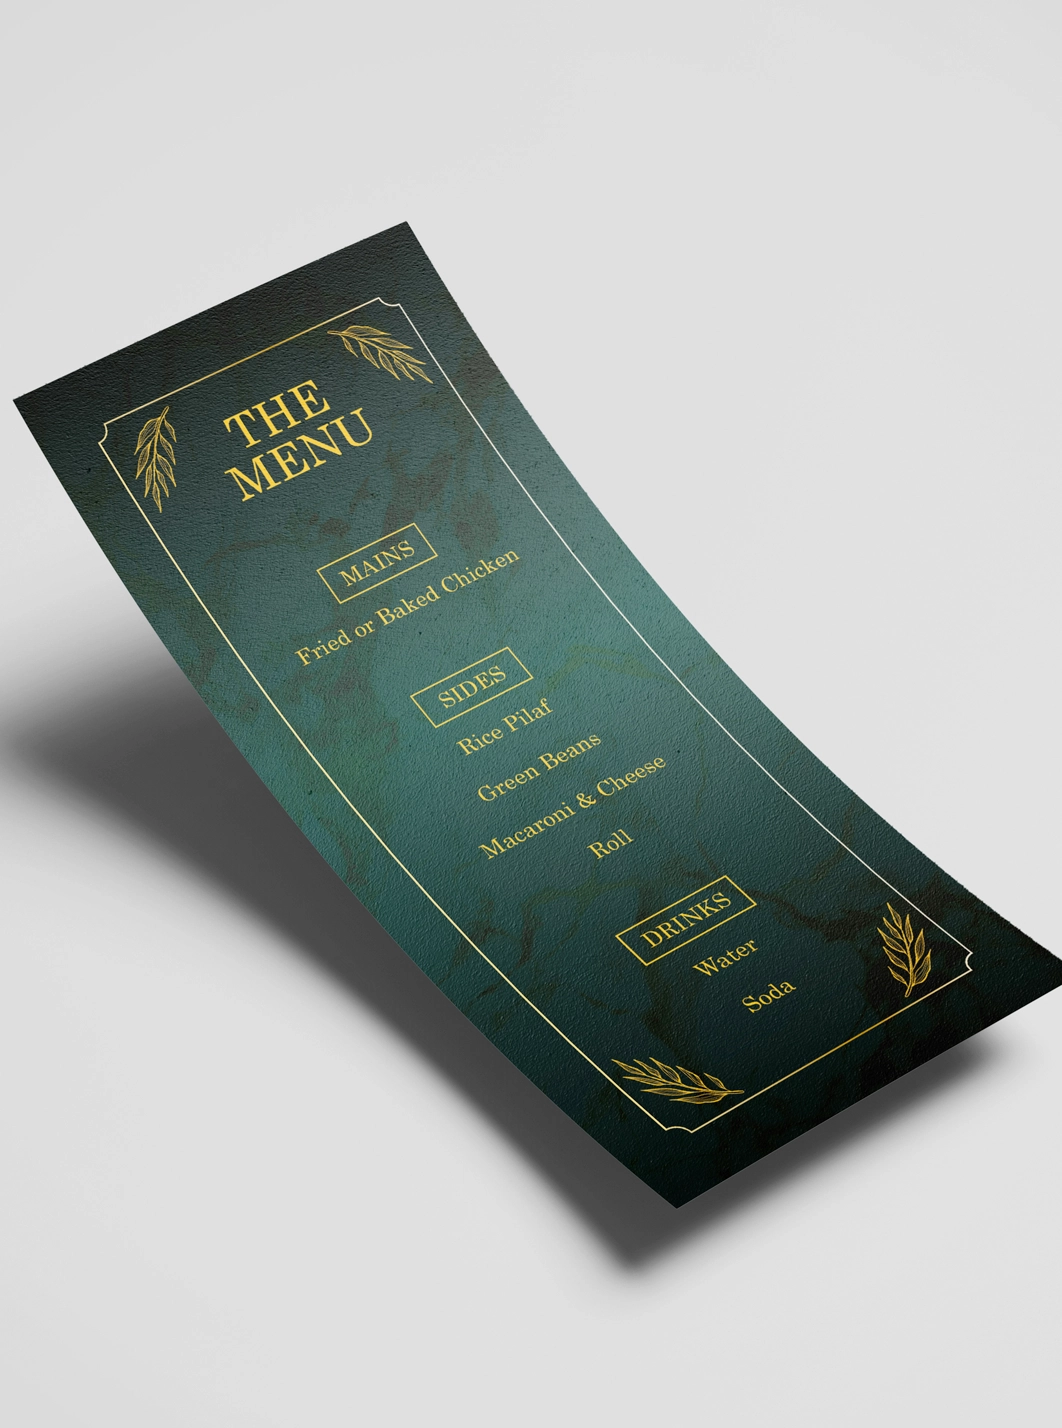 THE
MENU
MAINS
Fried or Baked Chicken
SIDES
Rice Pilaf
Green Beans
Macaroni & Cheese
Roll
DRINKS
Water
Soda